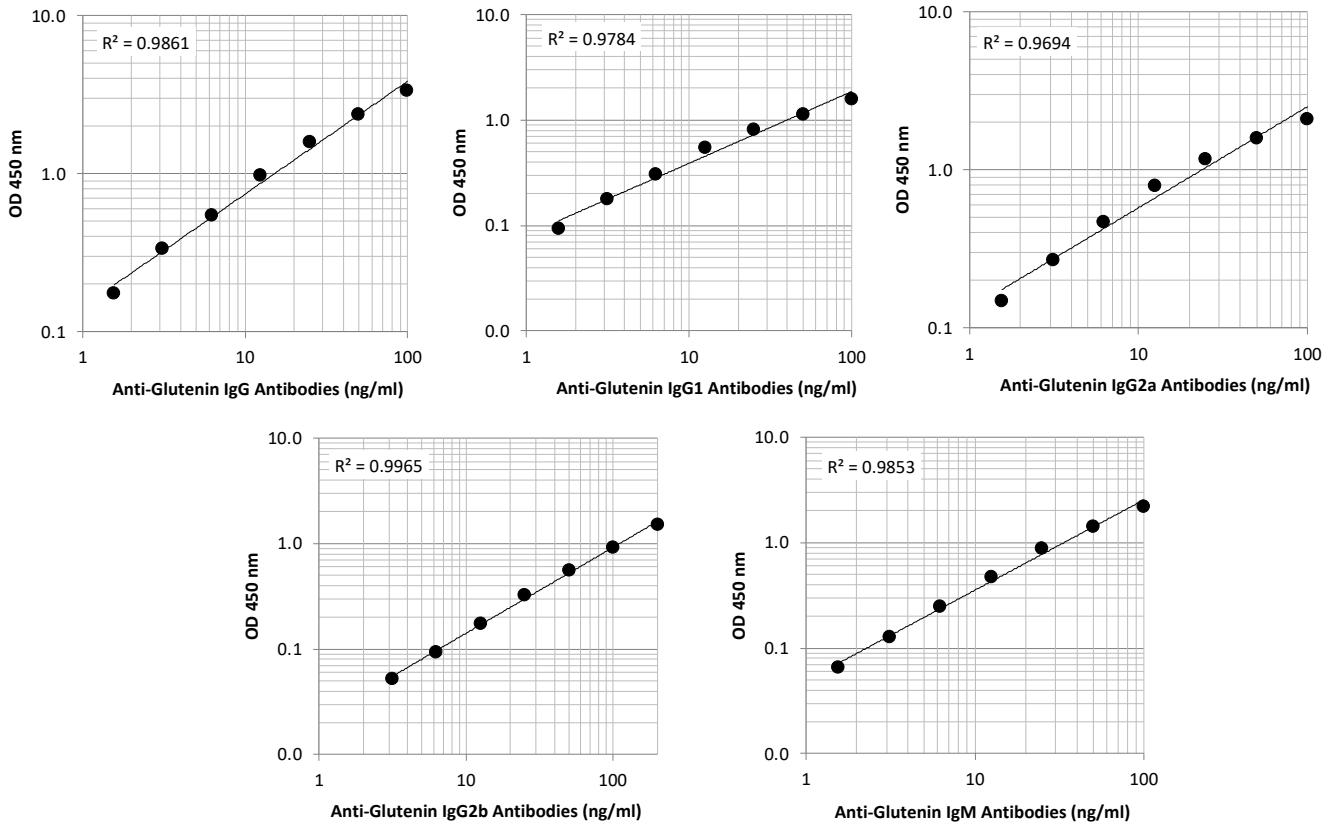 R² = 0.9861
OD 450 nm
10.0
1.0
0.1
1 10 100
Anti-Glutenin IgG Antibodies (ng/ml)
R² = 0.9784
OD 450 nm
10.0
1.0
0.1
0.0
1 10 100
Anti-Glutenin IgG1 Antibodies (ng/ml)
R² = 0.9694
OD 450 nm
10.0
1.0
0.1
1 10 100
Anti-Glutenin IgG2a Antibodies (ng/ml)
R² = 0.9965
OD 450 nm
10.0
1.0
0.1
0.0
1 10 100
Anti-Glutenin IgG2b Antibodies (ng/ml)
R² = 0.9853
OD 450 nm
10.0
1.0
0.1
0.0
1 10 100
Anti-Glutenin IgM Antibodies (ng/ml)